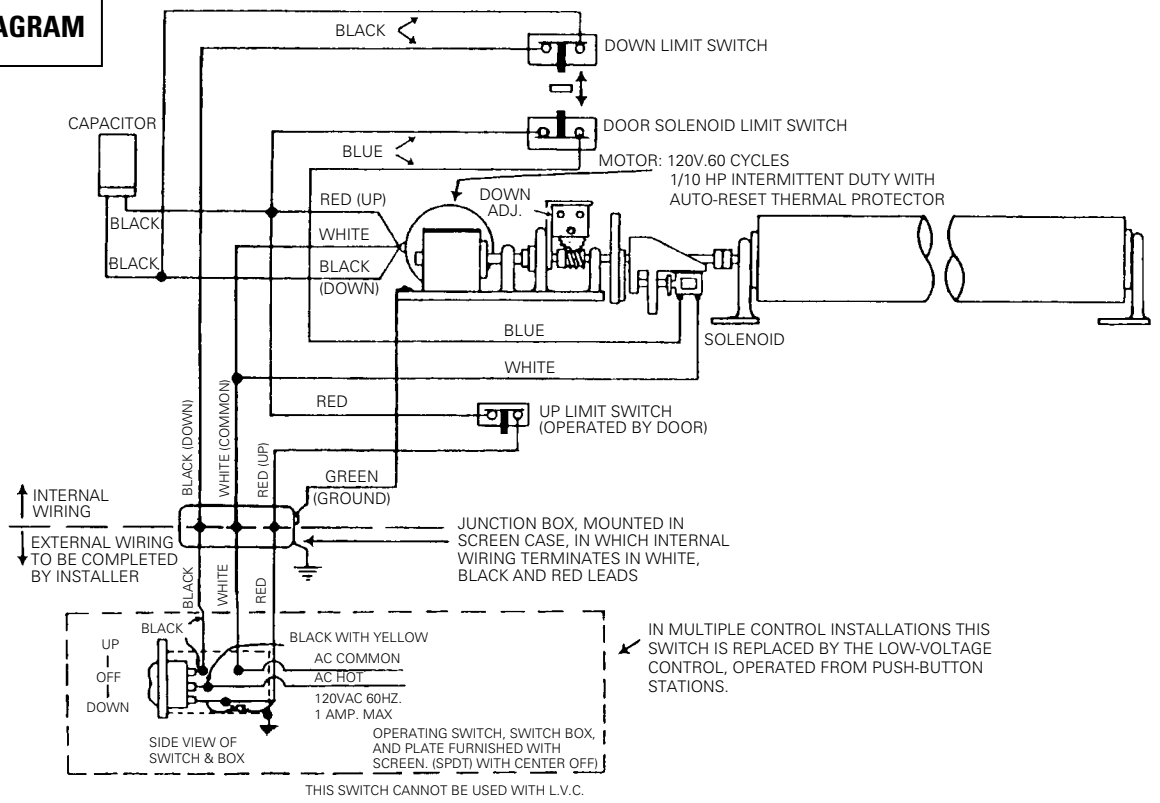 AGRAM
BLACK
DOWN LIMIT SWITCH
CAPACITOR
DOOR SOLENOID LIMIT SWITCH
BLUE
MOTOR: 120V.60 CYCLES
1/10 HP INTERMITTENT DUTY WITH
AUTO-RESET THERMAL PROTECTOR
DOWN
ADJ.
RED (UP)
BLACK
WHITE
BLACK
BLACK
(DOWN)
BLUE
SOLENOID
WHITE
RED
UP LIMIT SWITCH
(OPERATED BY DOOR)
BLACK (DOWN)
WHITE (COMMON)
RED (UP)
GREEN
(GROUND)
INTERNAL
WIRING
EXTERNAL WIRING
TO BE COMPLETED
BY INSTALLER
JUNCTION BOX, MOUNTED IN
SCREEN CASE, IN WHICH INTERNAL
WIRING TERMINATES IN WHITE,
BLACK AND RED LEADS
BLACK
WHITE
RED
BLACK
BLACK WITH YELLOW
UP
OFF
DOWN
AC COMMON
AC HOT
120VAC 60HZ.
1 AMP. MAX
SIDE VIEW OF
SWITCH & BOX
OPERATING SWITCH, SWITCH BOX,
AND PLATE FURNISHED WITH
SCREEN. (SPDT) WITH CENTER OFF)
IN MULTIPLE CONTROL INSTALLATIONS THIS
SWITCH IS REPLACED BY THE LOW-VOLTAGE
CONTROL, OPERATED FROM PUSH-BUTTON
STATIONS.
THIS SWITCH CANNOT BE USED WITH L.V.C.